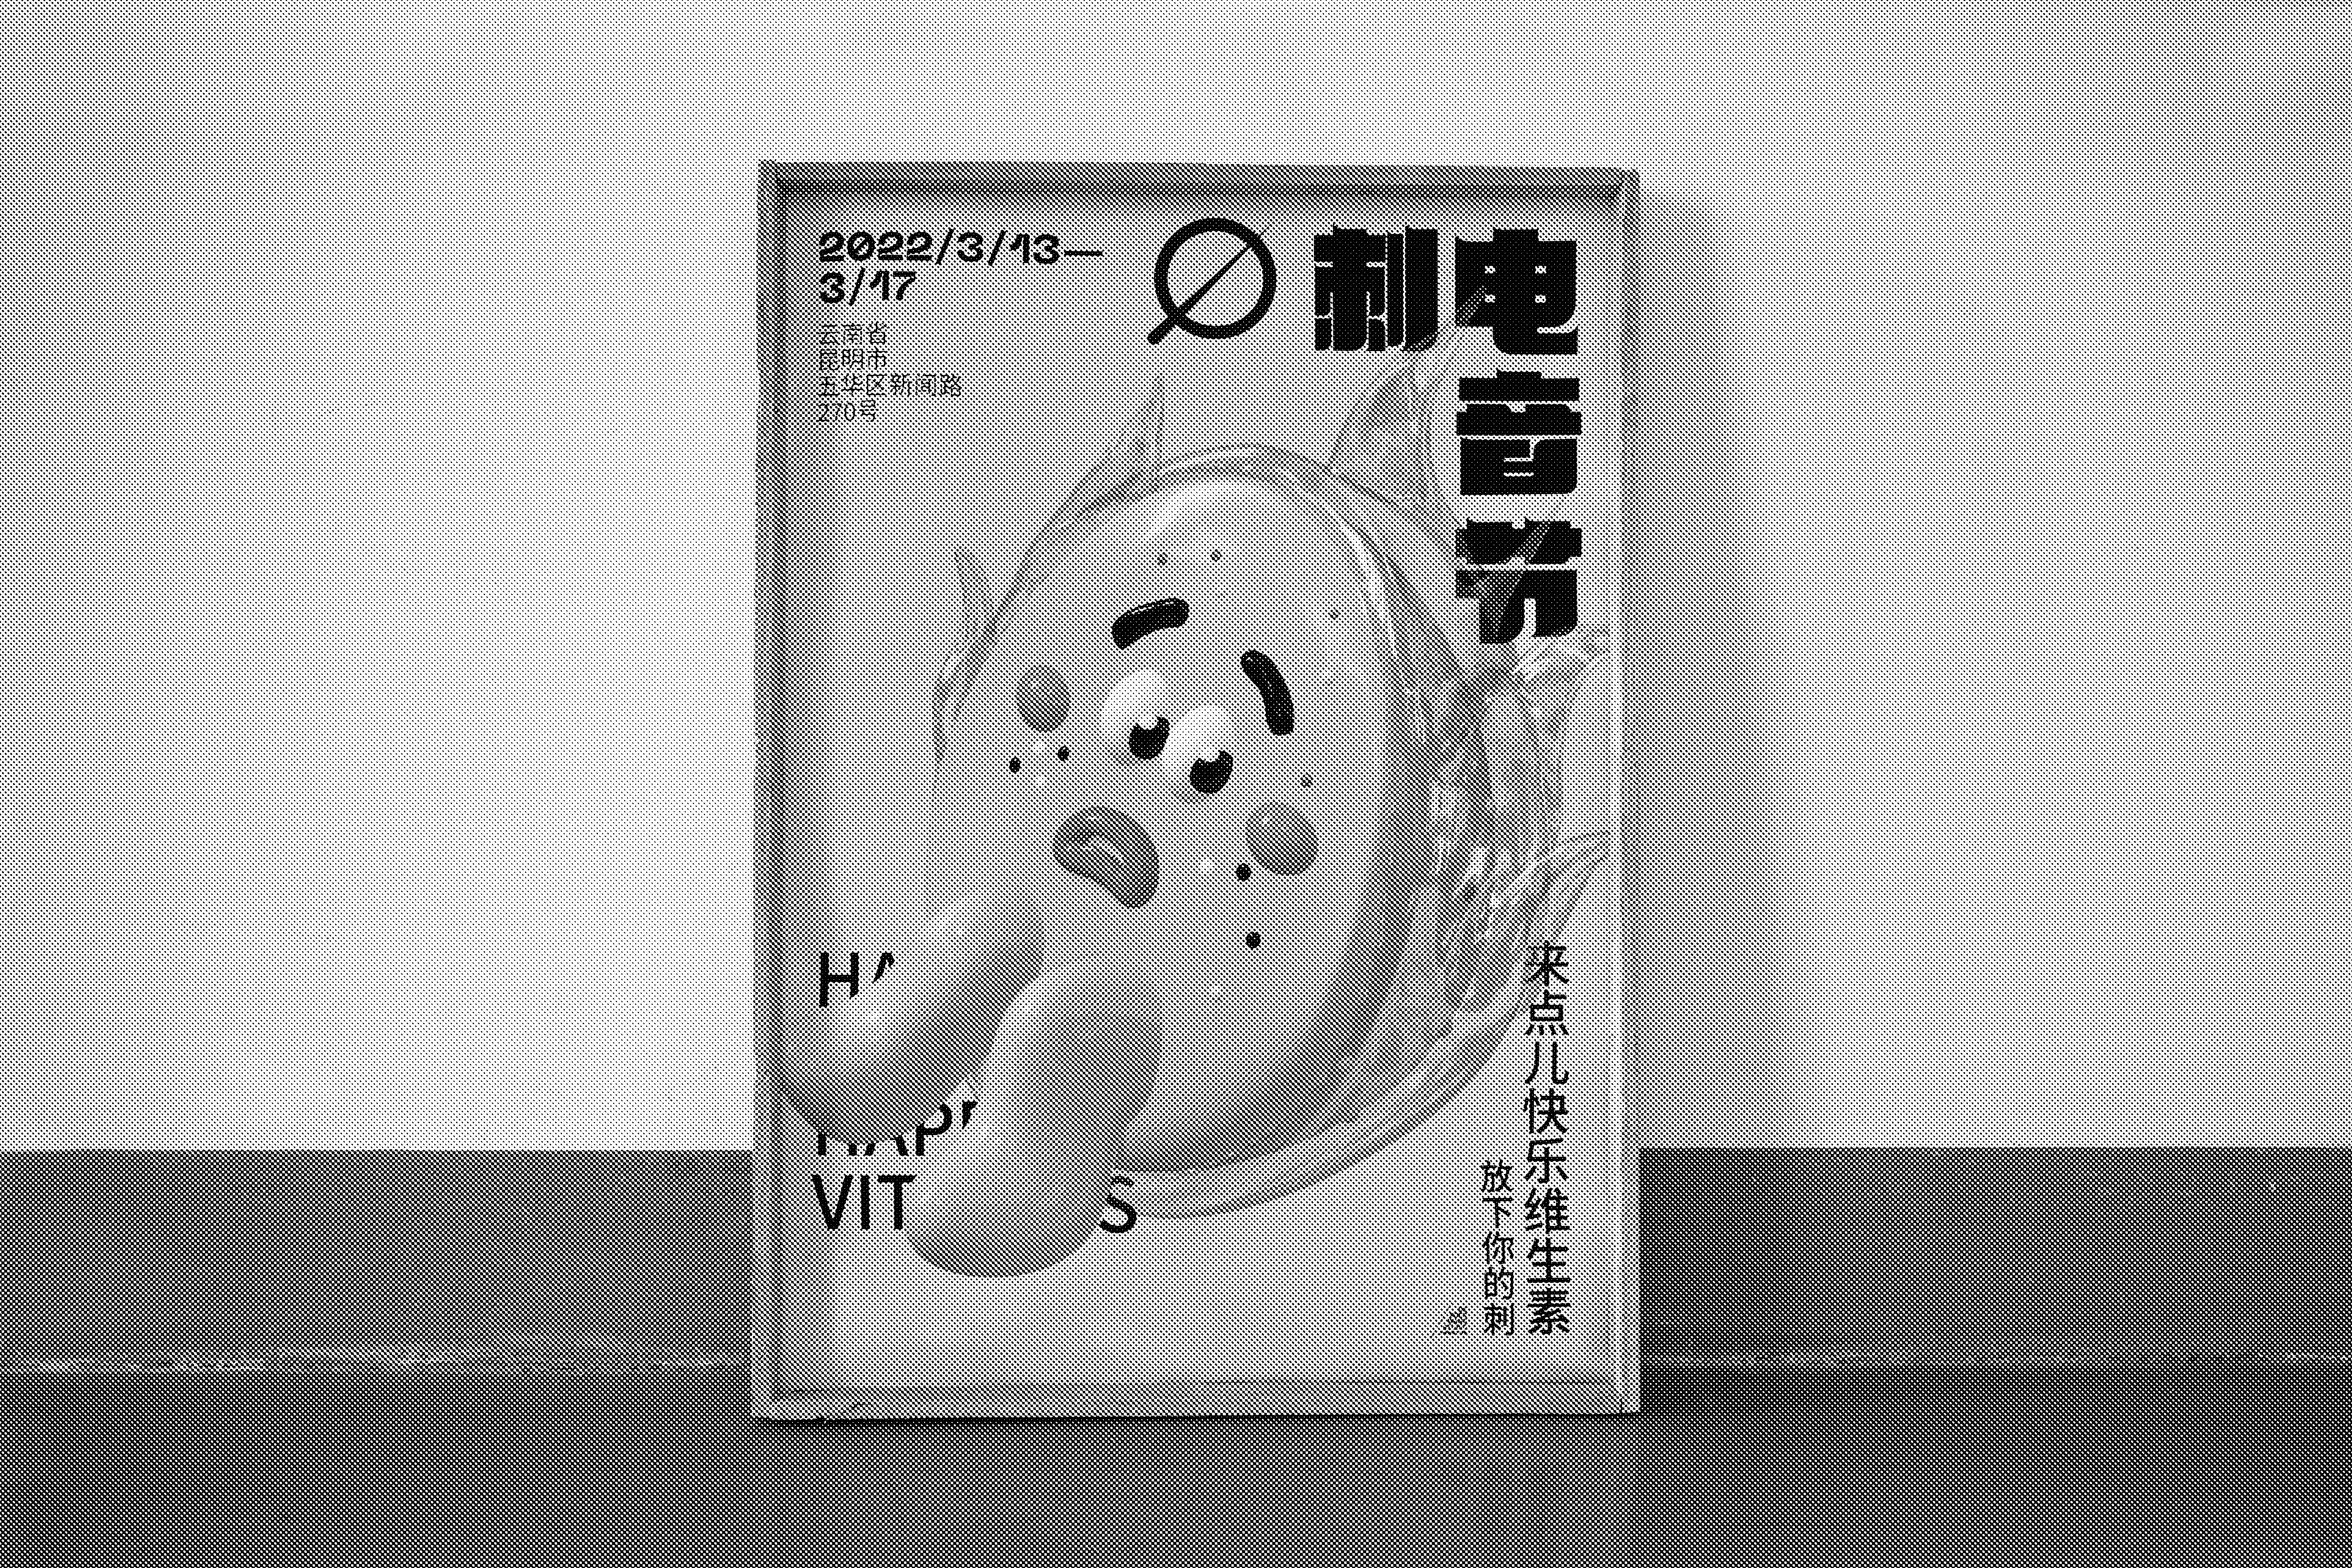 2022/3/13—
3/17
云南省
昆明市
五华区新闻路
270号
电音节
刺
HAP
VIT S
来点儿快乐维生素
放下你的刺